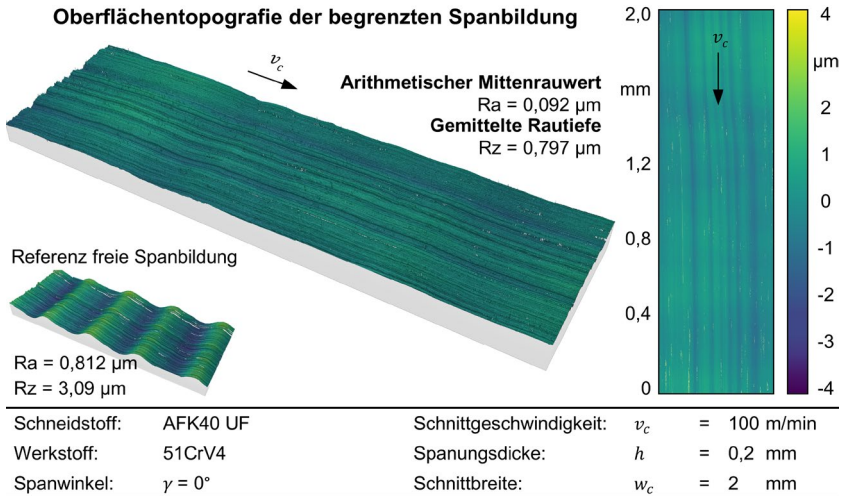 Oberflächentopografie der begrenzten Spanbildung
v_c
Arithmetischer Mittenrauwert
Ra = 0,092 µm
Gemittelte Rautiefe
Rz = 0,797 µm
Referenz freie Spanbildung
Ra = 0,812 µm
Rz = 3,09 µm
2,0
mm
1,2
0,8
0,4
0
v_c
4
µm
2
1
0
-1
-2
-3
-4
Schneidstoff: AFK40 UF Schnittgeschwindigkeit: v_c = 100 m/min
Werkstoff: 51CrV4 Spanungsdicke: h = 0,2 mm
Spanwinkel: γ = 0° Schnittbreite: w_c = 2 mm